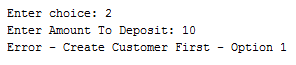 Enter choice: 2
Enter Amount To Deposit: 10
Error - Create Customer First - Option 1